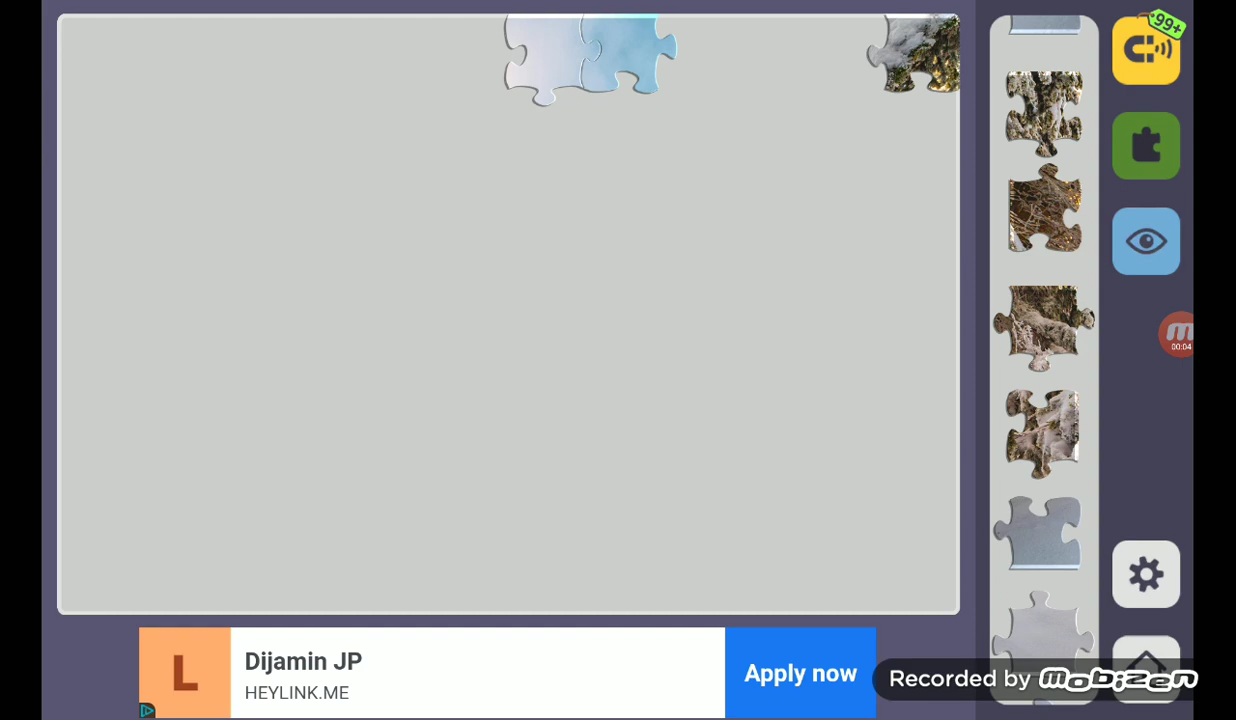 99+
00:04
L
Dijamin JP
HEYLINK.ME
Apply now
Recorded by mobizen